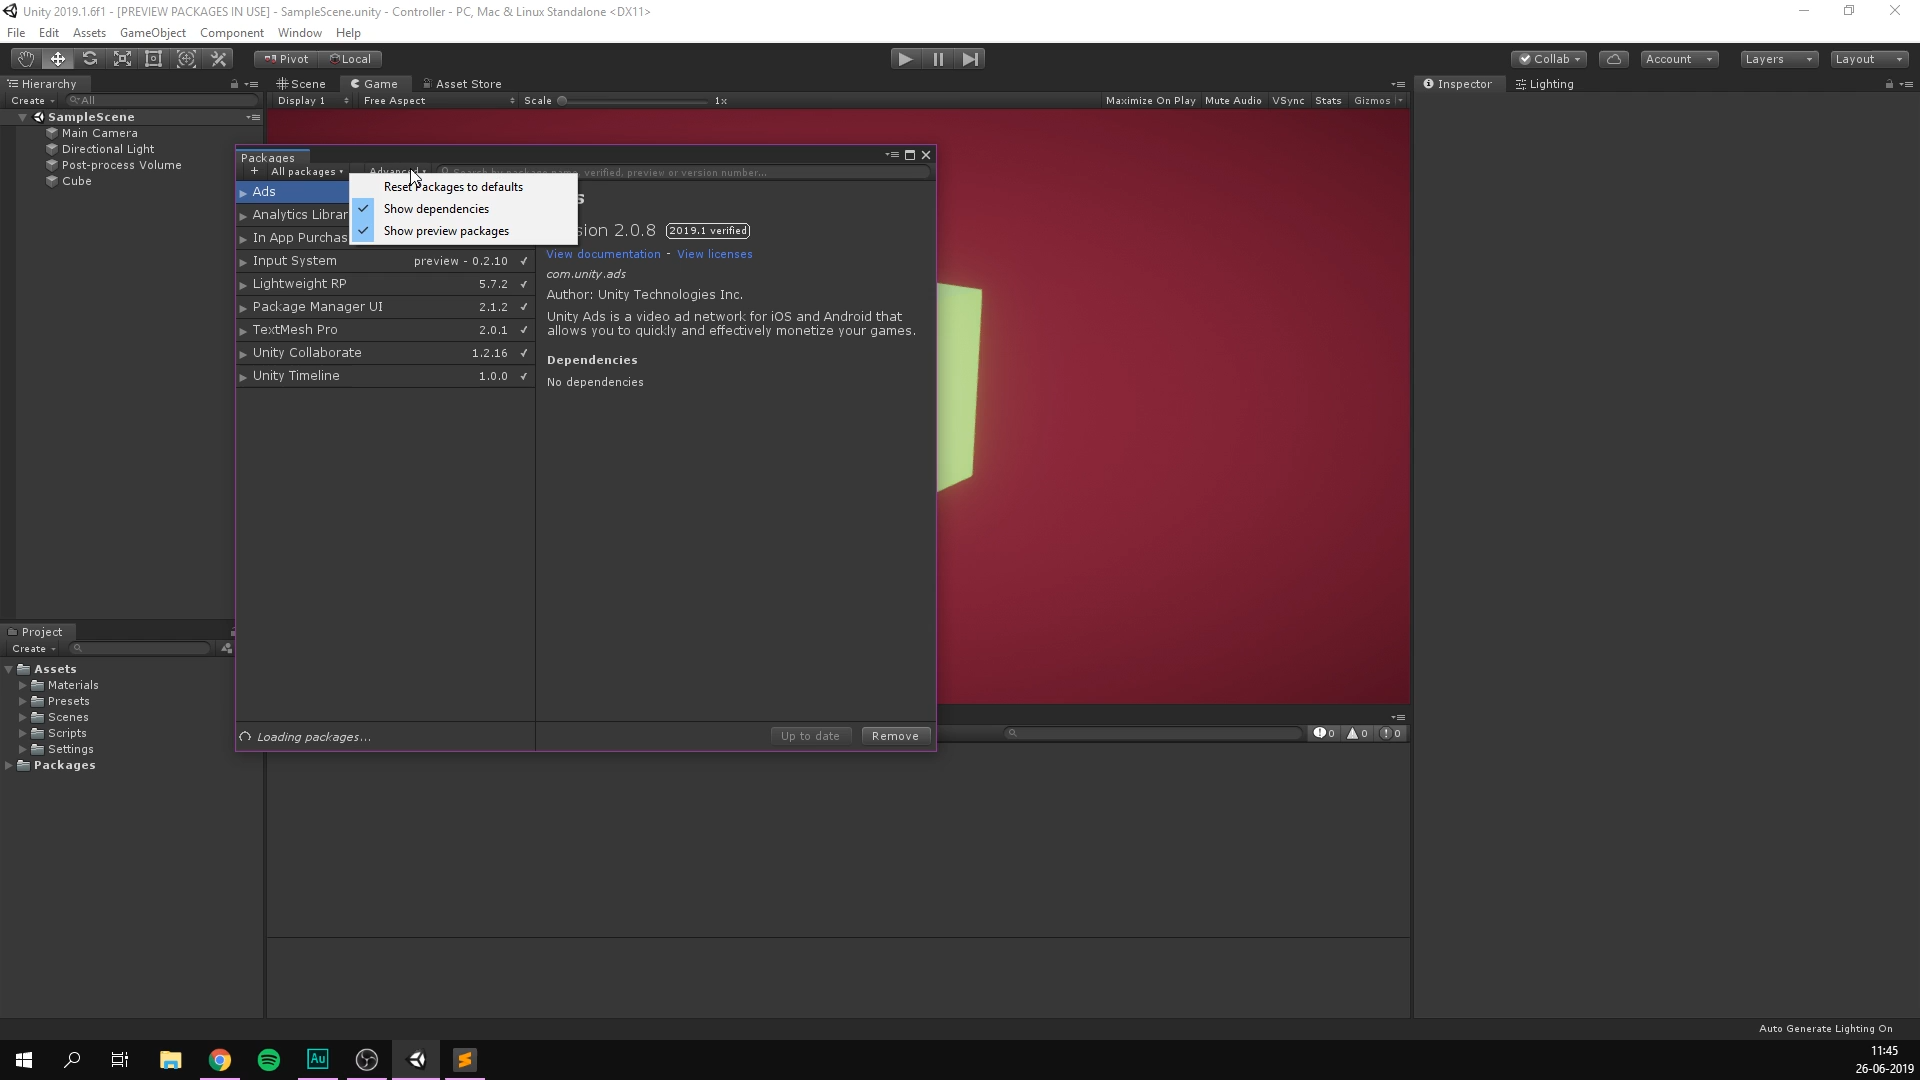 Unity 2019.1.6f1 - [PREVIEW PACKAGES IN USE] - SampleScene.unity - Controller - PC, Mac & Linux Standalone <DX11>
File Edit Assets GameObject Component Window Help
Pivot Local Collab Account Layers Layout
Hierarchy Scene Game Asset Store Inspector Lighting
Create All Display 1 Free Aspect Scale 1x Maximize On Play Mute Audio VSync Stats Gizmos
SampleScene
Main Camera
Directional Light
Post-process Volume
Cube
Packages
+ All packages verified, preview or version number...
Reset Packages to defaults
Show dependencies
Show preview packages
Ads
Analytics Librar
In App Purchas
Input System preview - 0.2.10
Lightweight RP 5.7.2
Package Manager UI 2.1.2
TextMesh Pro 2.0.1
Unity Collaborate 1.2.16
Unity Timeline 1.0.0
Loading packages...
s
sion 2.0.8 2019.1 verified
View documentation - View licenses
com.unity.ads
Author: Unity Technologies Inc.
Unity Ads is a video ad network for iOS and Android that
allows you to quickly and effectively monetize your games.
Dependencies
No dependencies
Up to date Remove
0 0 0
Project
Create
Assets
Materials
Presets
Scenes
Scripts
Settings
Packages
Auto Generate Lighting On
Au
11:45
26-06-2019